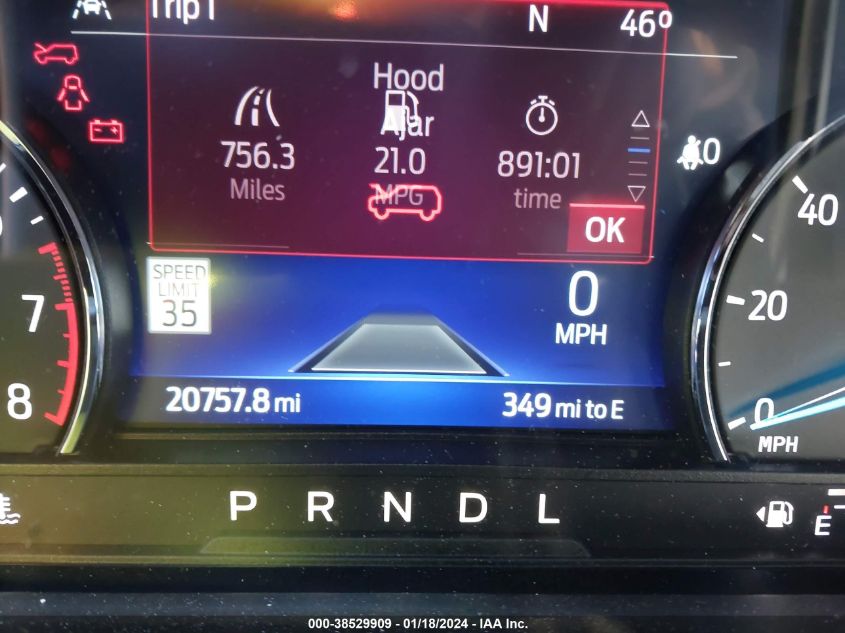 Trip 1 N 46°
Hood
Ajar
756.3 21.0 891:01
Miles MPG time
OK
SPEED
LIMIT
35
0
MPH
20757.8 mi 349 mi to E
7
8
40
20
0
MPH
P R N D L
E
000-38529909 - 01/18/2024 - IAA Inc.